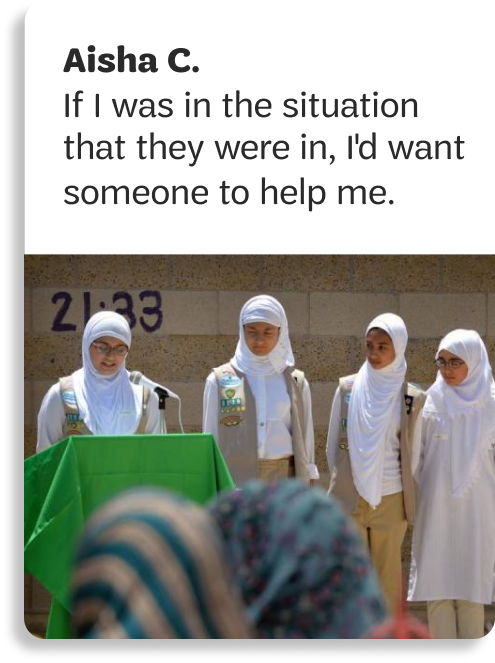 Aisha C.
If I was in the situation
that they were in, I'd want
someone to help me.
21:33